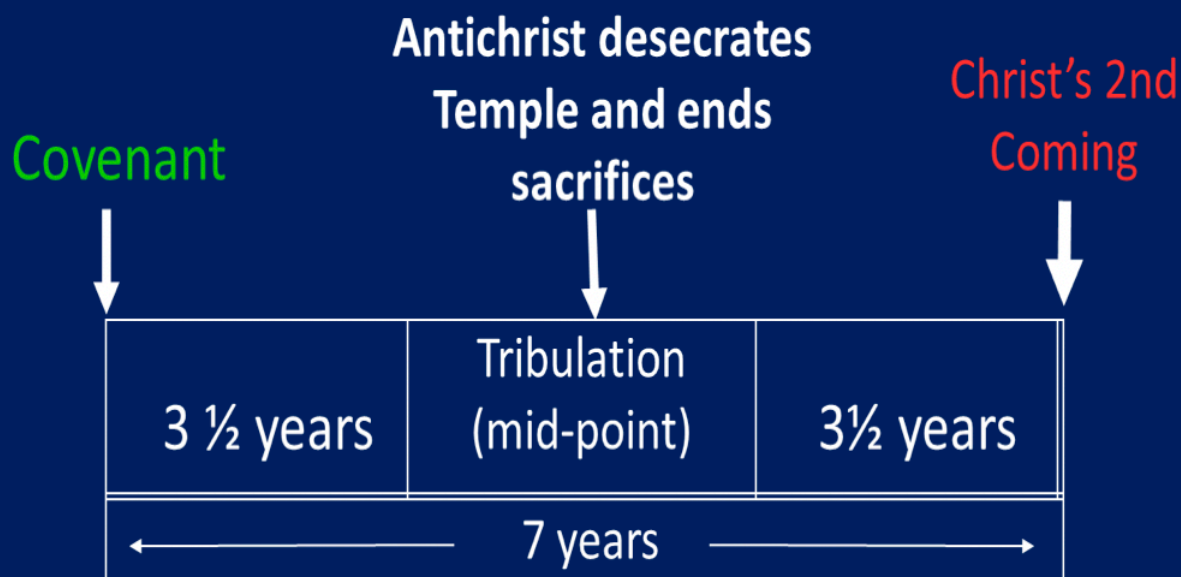 Antichrist desecrates
Temple and ends
sacrifices
Christ's 2nd
Coming
Covenant
Tribulation
(mid-point)
3 ½ years
3½ years
7 years